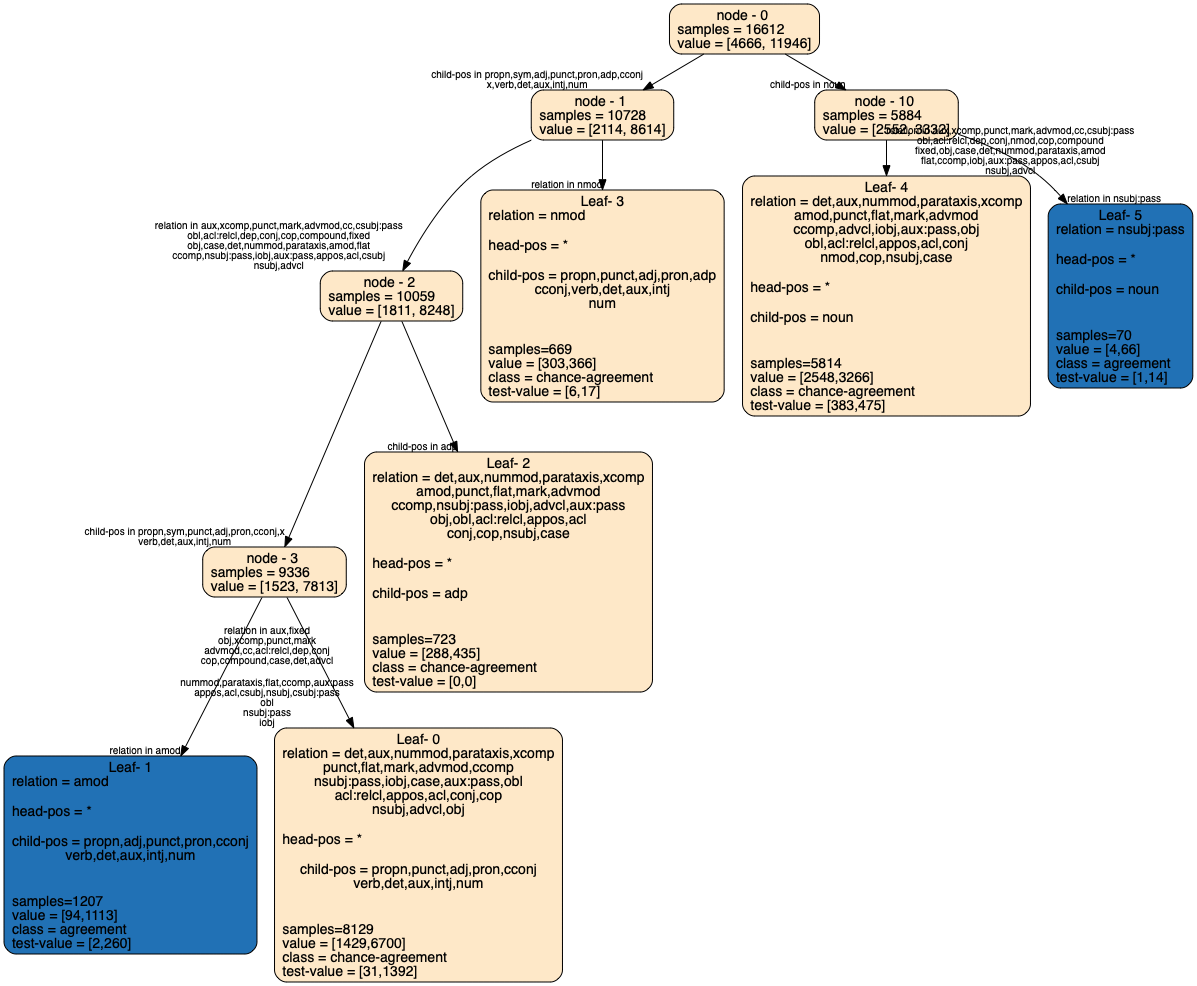 node - 0
samples = 16612
value = [4666, 11946]
child-pos in propn,sym,adj,punct,pron,adp,cconj
x,verb,det,aux,intj,num
child-pos in noun
node - 1
samples = 10728
value = [2114, 8614]
node - 10
samples = 5884
value = [2552, 3332]
relation in aux,xcomp,punct,mark,advmod,cc,csubj:pass
obl,acl:relcl,dep,conj,nmod,cop,compound
fixed,obj,case,det,nummod,parataxis,amod
flat,ccomp,iobj,aux:pass,appos,acl,csubj
nsubj,advcl
relation in nmod
Leaf- 3
relation = nmod
head-pos = *
child-pos = propn,punct,adj,pron,adp
cconj,verb,det,aux,intj
num
samples=669
value = [303,366]
class = chance-agreement
test-value = [6,17]
Leaf- 4
relation = det,aux,nummod,parataxis,xcomp
amod,punct,flat,mark,advmod
ccomp,advcl,iobj,aux:pass,obj
obl,acl:relcl,appos,acl,conj
nmod,cop,nsubj,case
head-pos = *
child-pos = noun
samples=5814
value = [2548,3266]
class = chance-agreement
test-value = [383,475]
relation in nsubj:pass
Leaf- 5
relation = nsubj:pass
head-pos = *
child-pos = noun
samples=70
value = [4,66]
class = agreement
test-value = [1,14]
relation in aux,xcomp,punct,mark,advmod,cc,csubj:pass
obl,acl:relcl,dep,conj,cop,compound,fixed
obj,case,det,nummod,parataxis,amod,flat
ccomp,nsubj:pass,iobj,aux:pass,appos,acl,csubj
nsubj,advcl
node - 2
samples = 10059
value = [1811, 8248]
child-pos in adp
Leaf- 2
relation = det,aux,nummod,parataxis,xcomp
amod,punct,flat,mark,advmod
ccomp,nsubj:pass,iobj,advcl,aux:pass
obj,obl,acl:relcl,appos,acl
conj,cop,nsubj,case
head-pos = *
child-pos = adp
samples=723
value = [288,435]
class = chance-agreement
test-value = [0,0]
child-pos in propn,sym,punct,adj,pron,cconj,x
verb,det,aux,intj,num
node - 3
samples = 9336
value = [1523, 7813]
relation in aux,fixed
obj,xcomp,punct,mark
advmod,cc,acl:relcl,dep,conj
cop,compound,case,det,advcl
nummod,parataxis,flat,ccomp,aux:pass
appos,acl,csubj,nsubj,csubj:pass
obl
nsubj:pass
iobj
relation in amod
Leaf- 1
relation = amod
head-pos = *
child-pos = propn,adj,punct,pron,cconj
verb,det,aux,intj,num
samples=1207
value = [94,1113]
class = agreement
test-value = [2,260]
Leaf- 0
relation = det,aux,nummod,parataxis,xcomp
punct,flat,mark,advmod,ccomp
nsubj:pass,iobj,case,aux:pass,obl
acl:relcl,appos,acl,conj,cop
nsubj,advcl,obj
head-pos = *
child-pos = propn,punct,adj,pron,cconj
verb,det,aux,intj,num
samples=8129
value = [1429,6700]
class = chance-agreement
test-value = [31,1392]